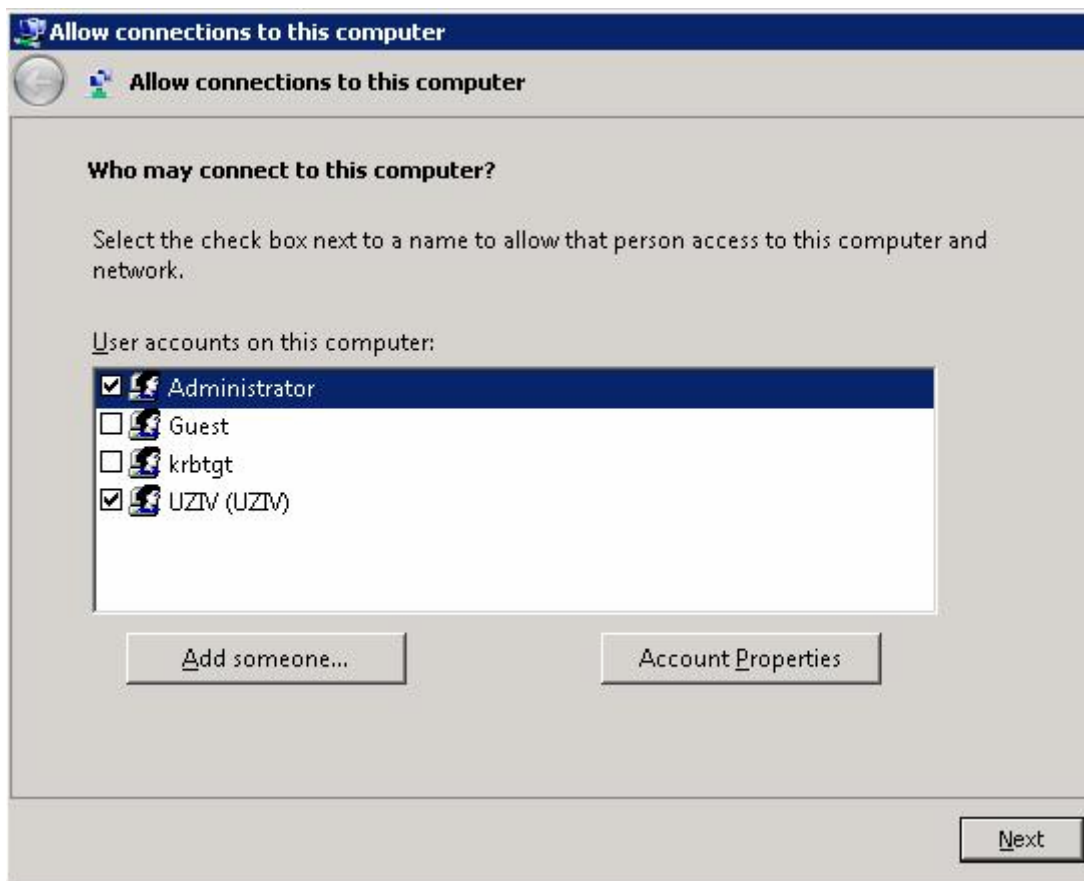 Allow connections to this computer
Allow connections to this computer
Who may connect to this computer?
Select the check box next to a name to allow that person access to this computer and
network.
User accounts on this computer:
Administrator
Guest
krbtgt
UZIV (UZIV)
Add someone... Account Properties
Next